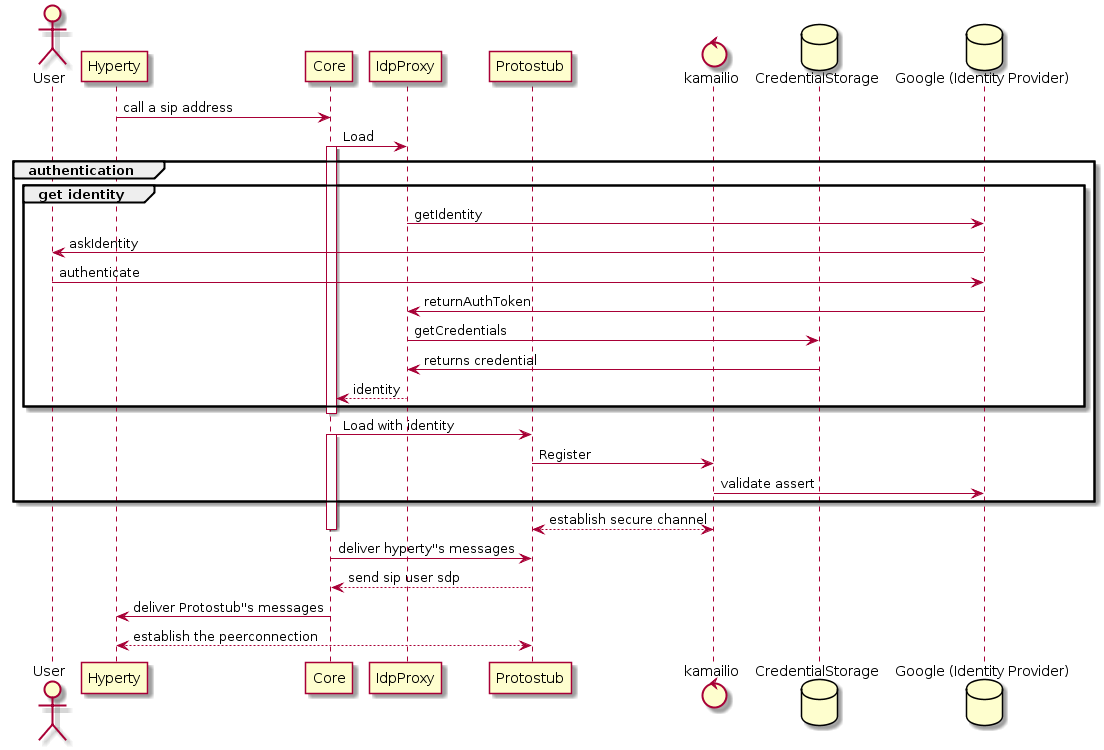 User
Hyperty
Core
IdpProxy
Protostub
kamailio
CredentialStorage
Google (Identity Provider)
call a sip address
Load
authentication
get identity
getIdentity
askIdentity
authenticate
returnAuthToken
getCredentials
returns credential
identity
Load with identity
Register
validate assert
establish secure channel
deliver hyperty"s messages
send sip user sdp
deliver Protostub"s messages
establish the peerconnection
User
Hyperty
Core
IdpProxy
Protostub
kamailio
CredentialStorage
Google (Identity Provider)